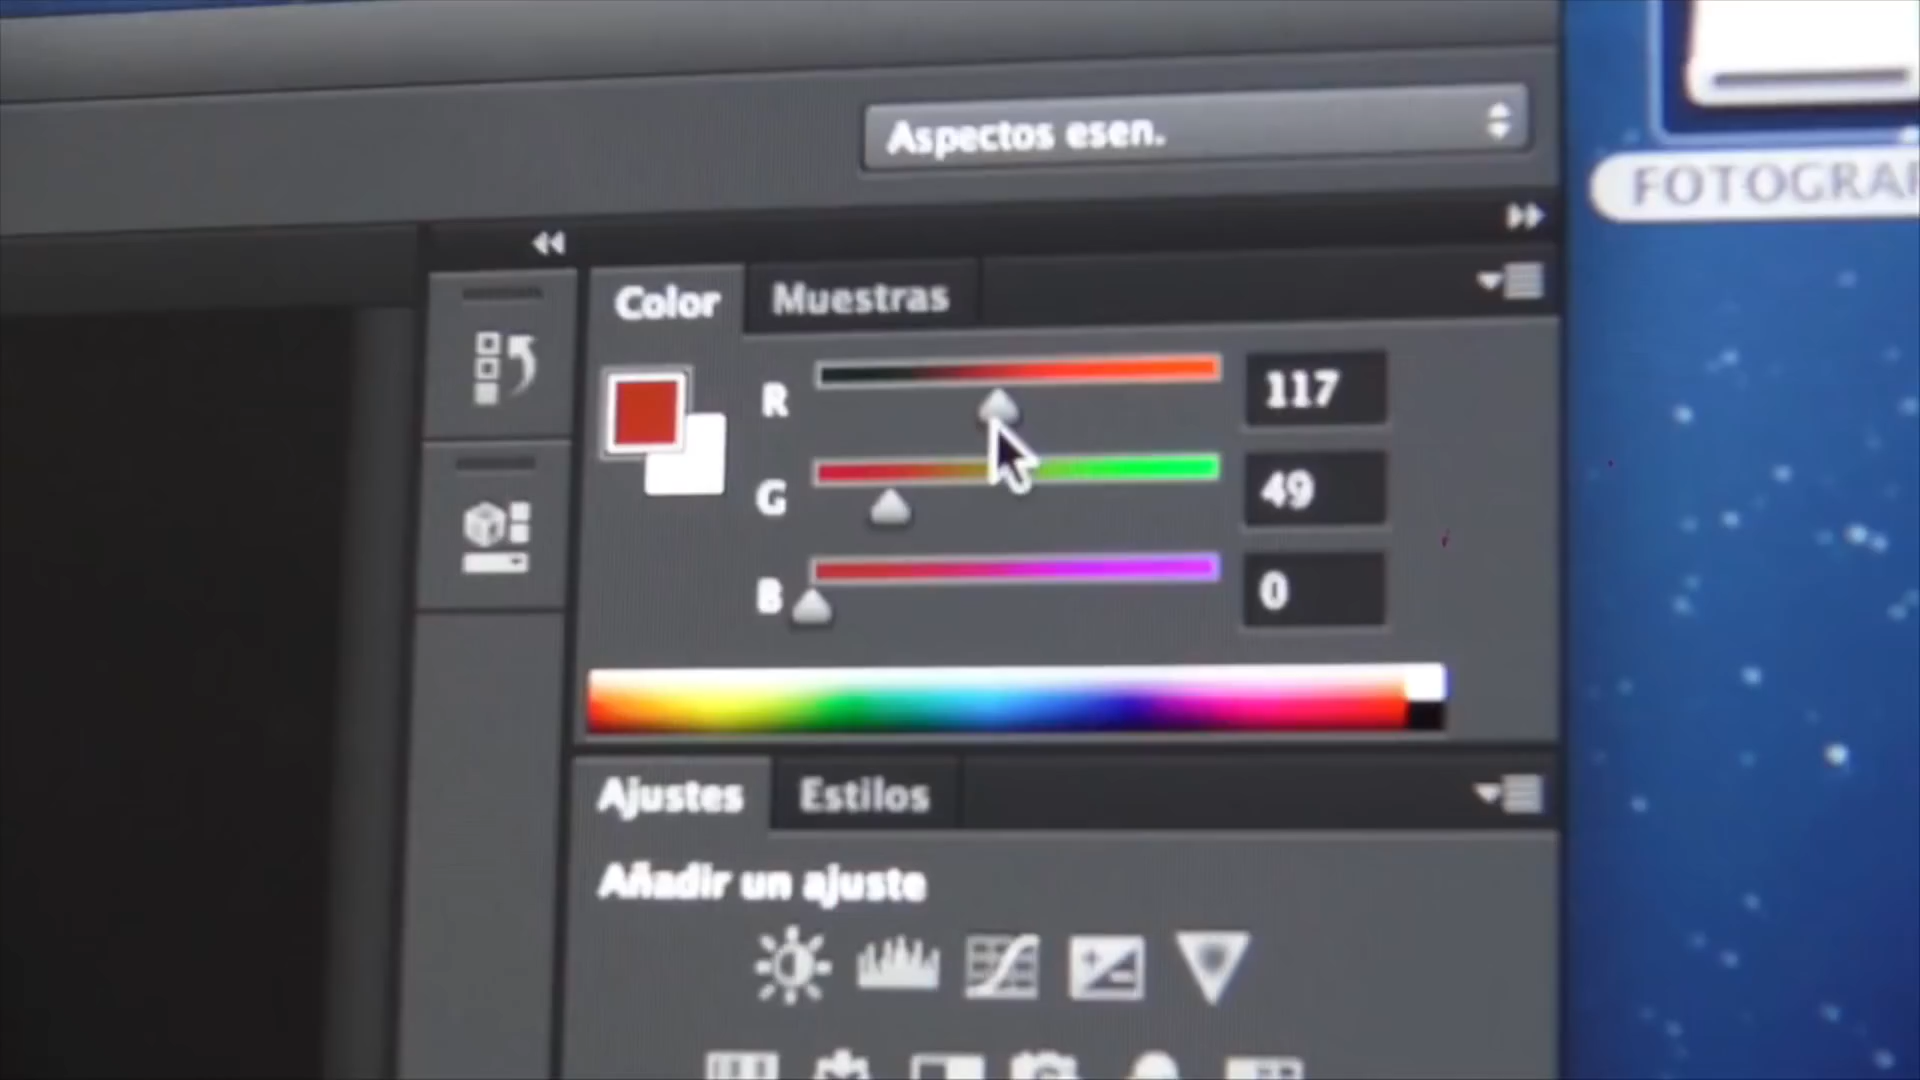 Aspectos esen.
FOTOGRA
Color
Muestras
R
117
G
49
B
0
Ajustes
Estilos
Añadir un ajuste